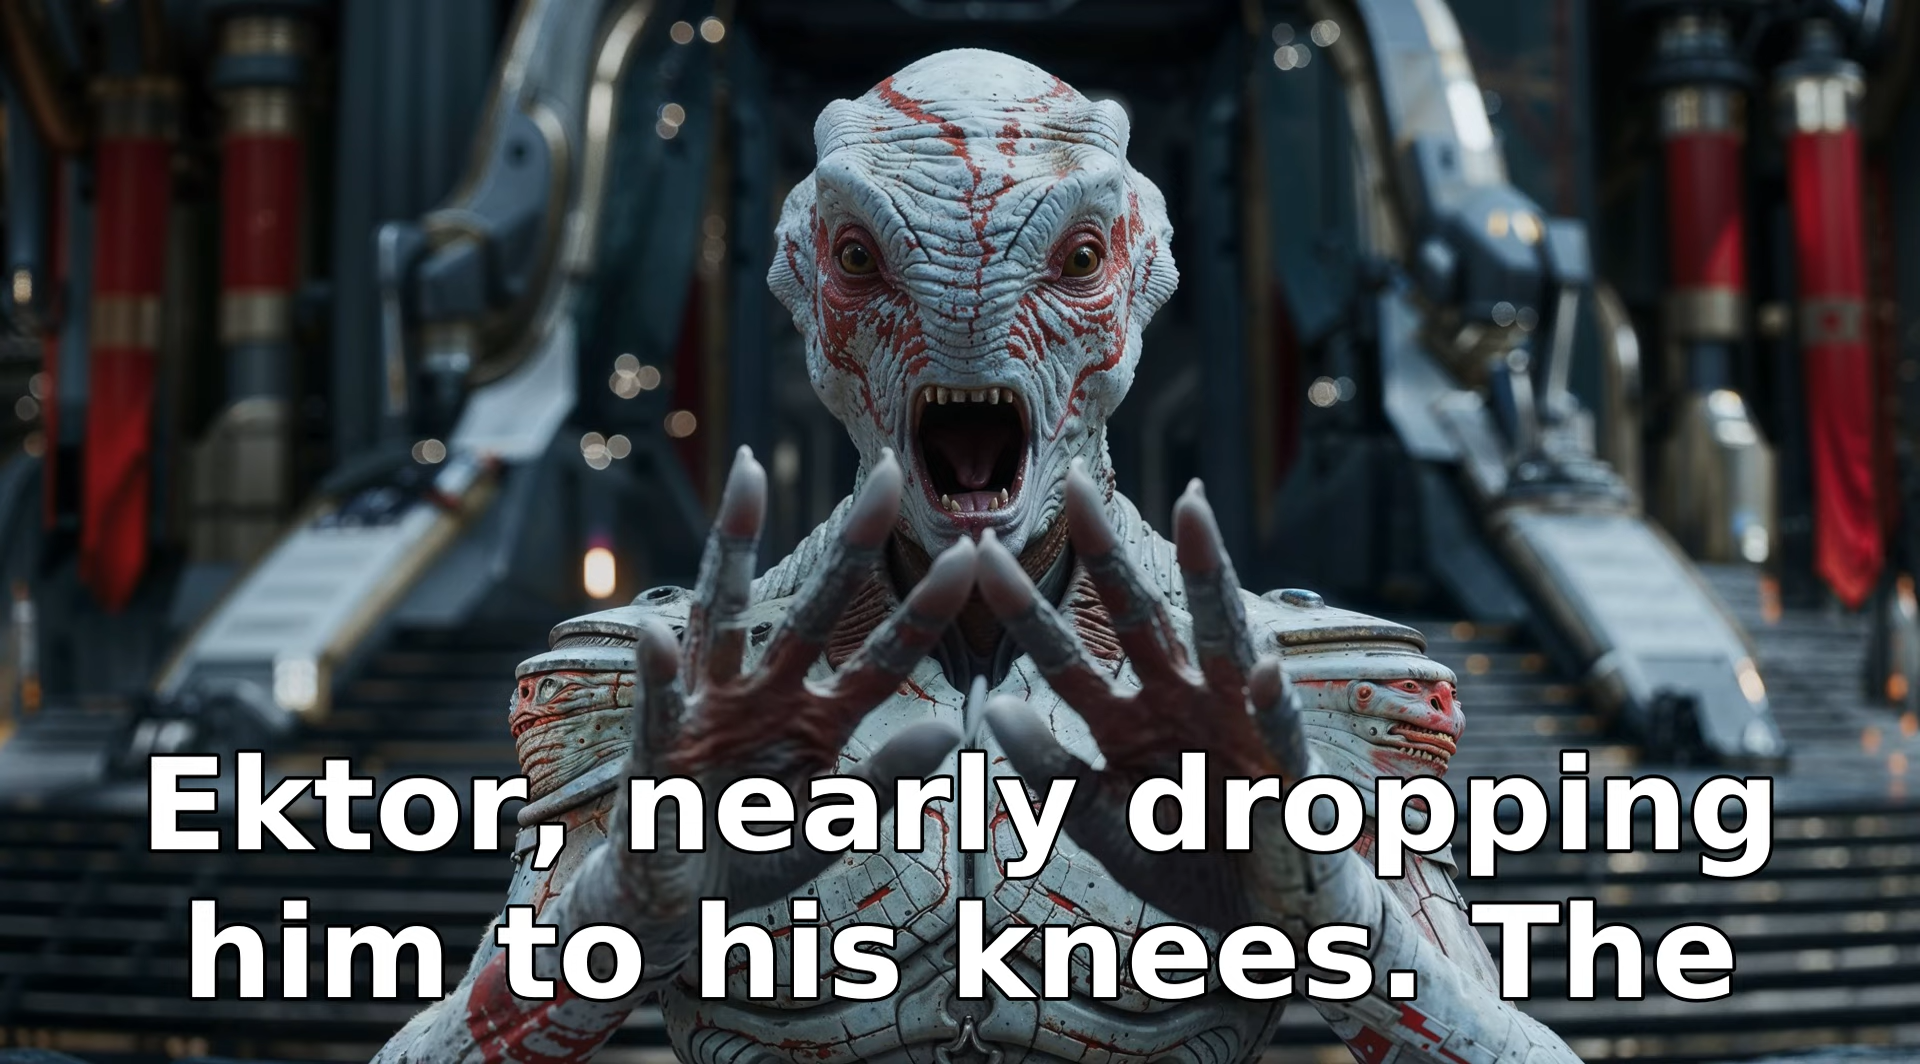 Ektor, nearly dropping
him to his knees. The